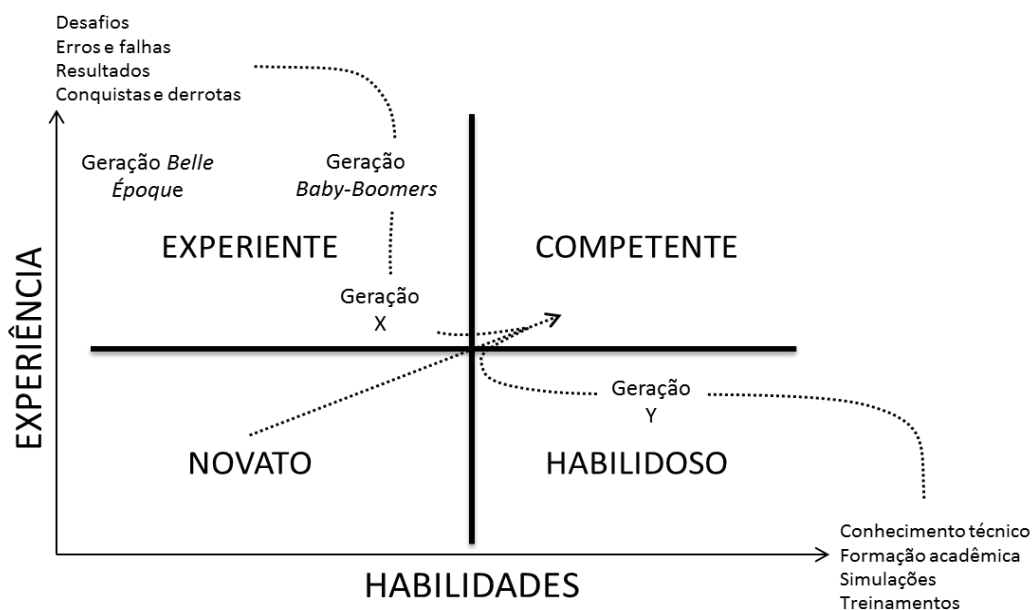 Desafios
Erros e falhas
Resultados
Conquistas e derrotas
Geração Belle
Époque
Geração
Baby-Boomers
EXPERIENTE
COMPETENTE
Geração
X
EXPERIÊNCIA
Geração
Y
NOVATO
HABILIDOSO
Conhecimento técnico
Formação acadêmica
Simulações
Treinamentos
HABILIDADES